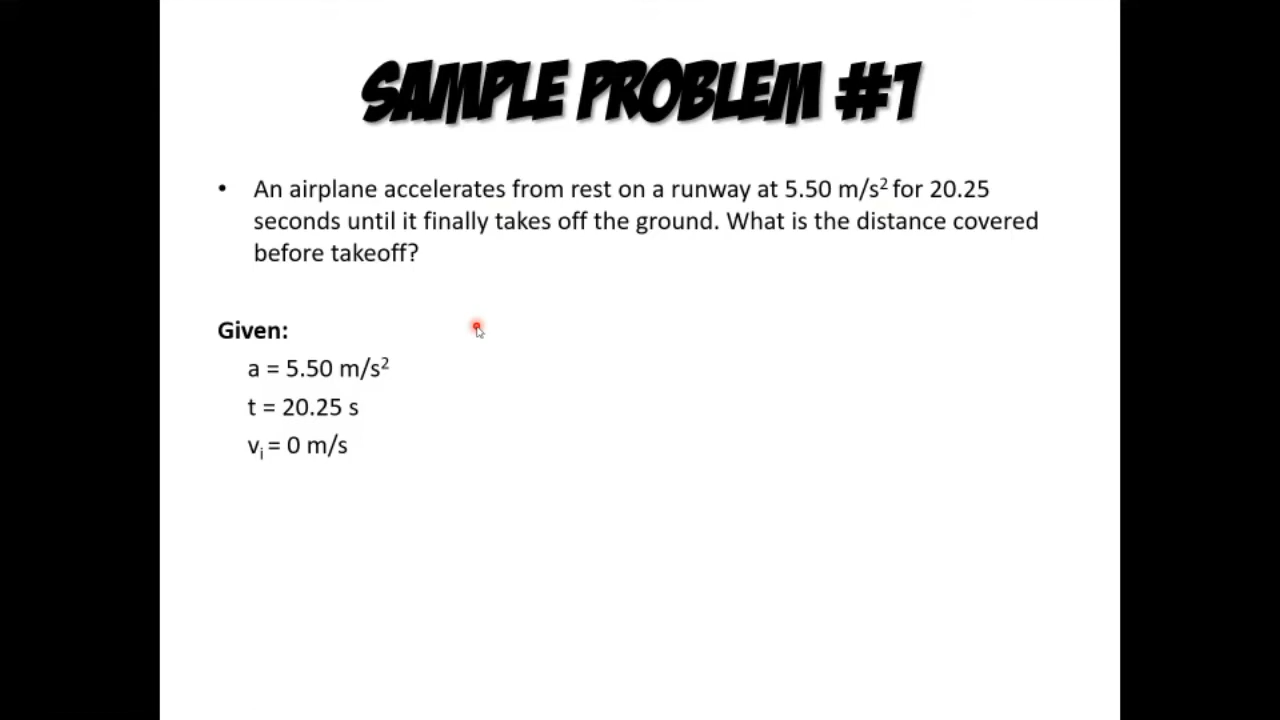 SAMPLE PROBLEM #1
• An airplane accelerates from rest on a runway at 5.50 m/s² for 20.25
seconds until it finally takes off the ground. What is the distance covered
before takeoff?
Given:
a = 5.50 m/s²
t = 20.25 s
vᵢ = 0 m/s